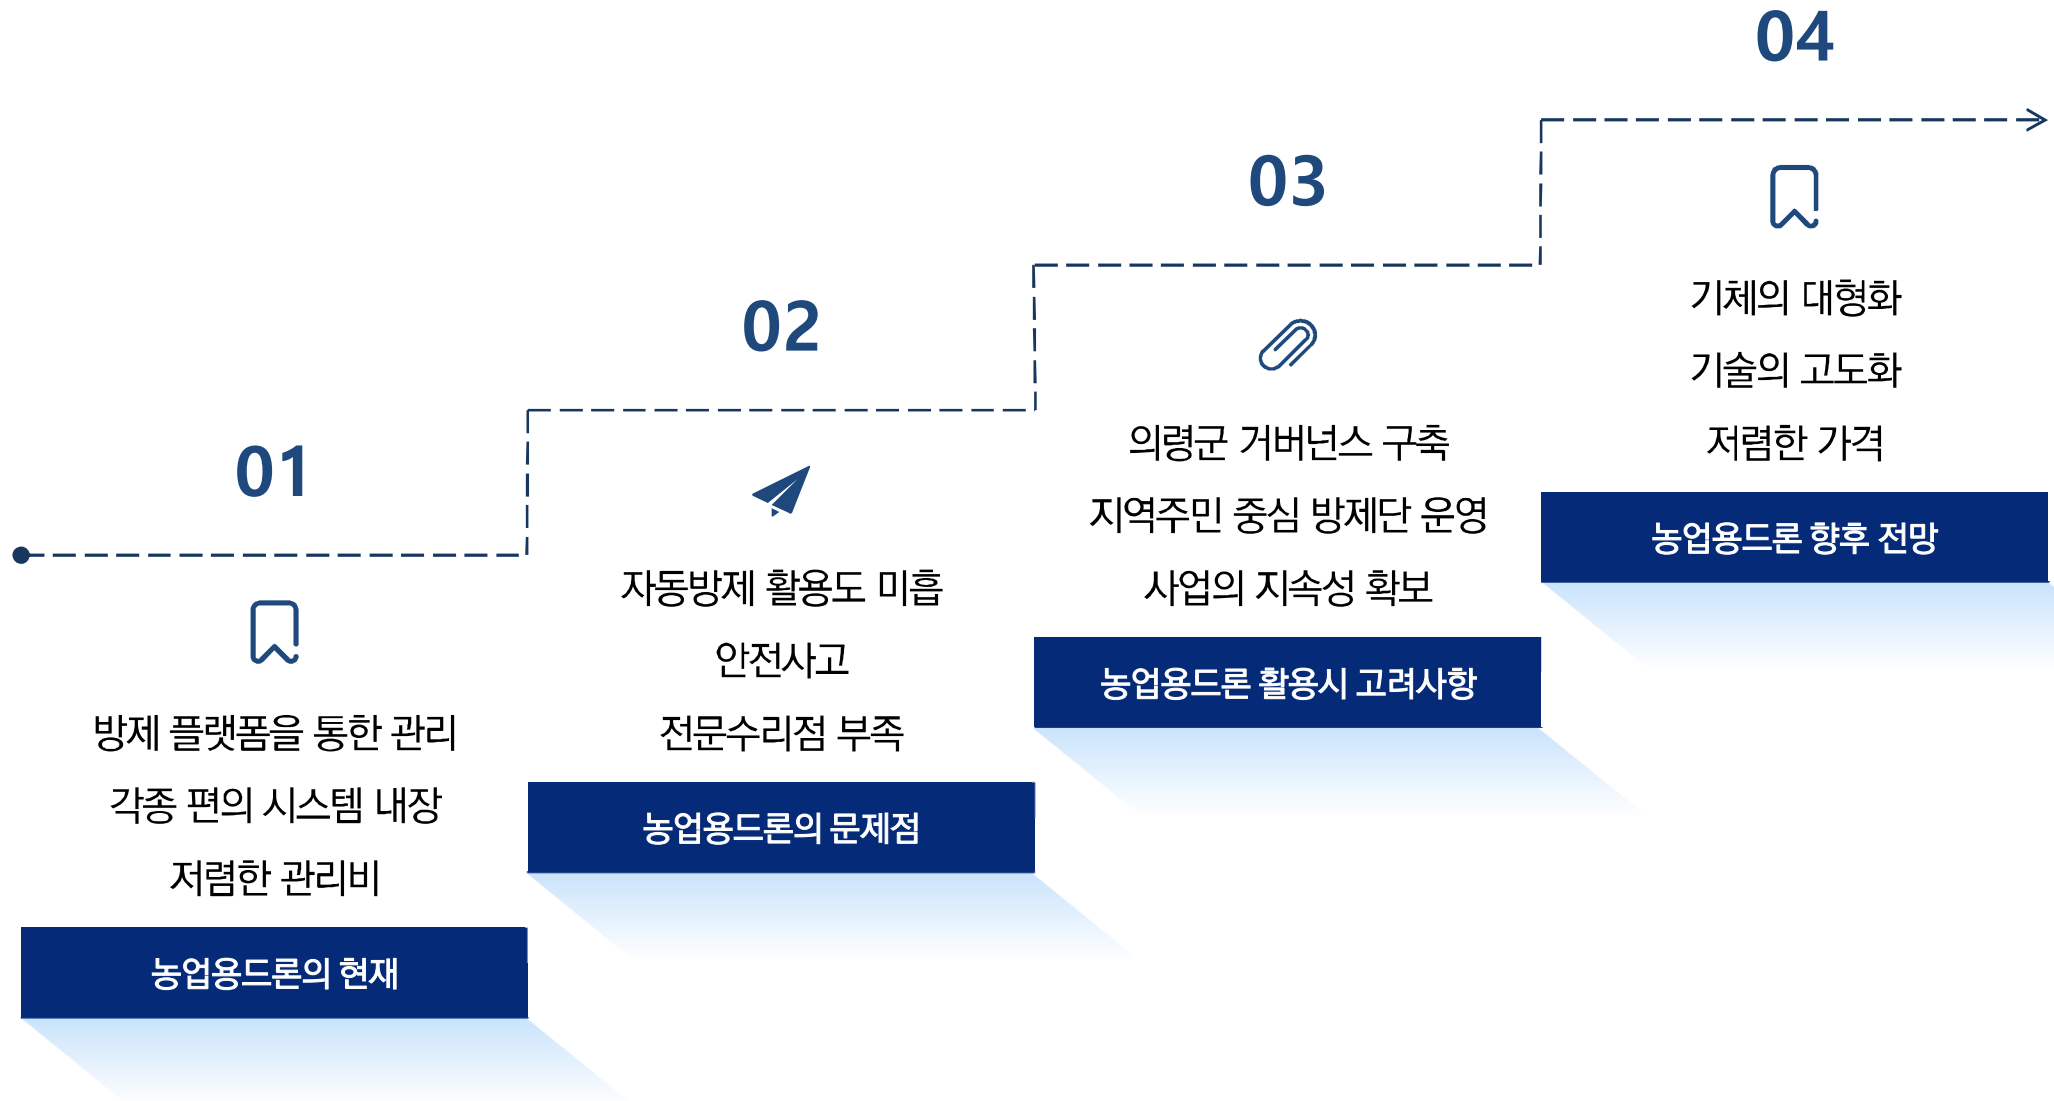 01
방제 플랫폼을 통한 관리
각종 편의 시스템 내장
저렴한 관리비
농업용드론의 현재
02
자동방제 활용도 미흡
안전사고
전문수리점 부족
농업용드론의 문제점
03
의령군 거버넌스 구축
지역주민 중심 방제단 운영
사업의 지속성 확보
농업용드론 활용시 고려사항
04
기체의 대형화
기술의 고도화
저렴한 가격
농업용드론 향후 전망